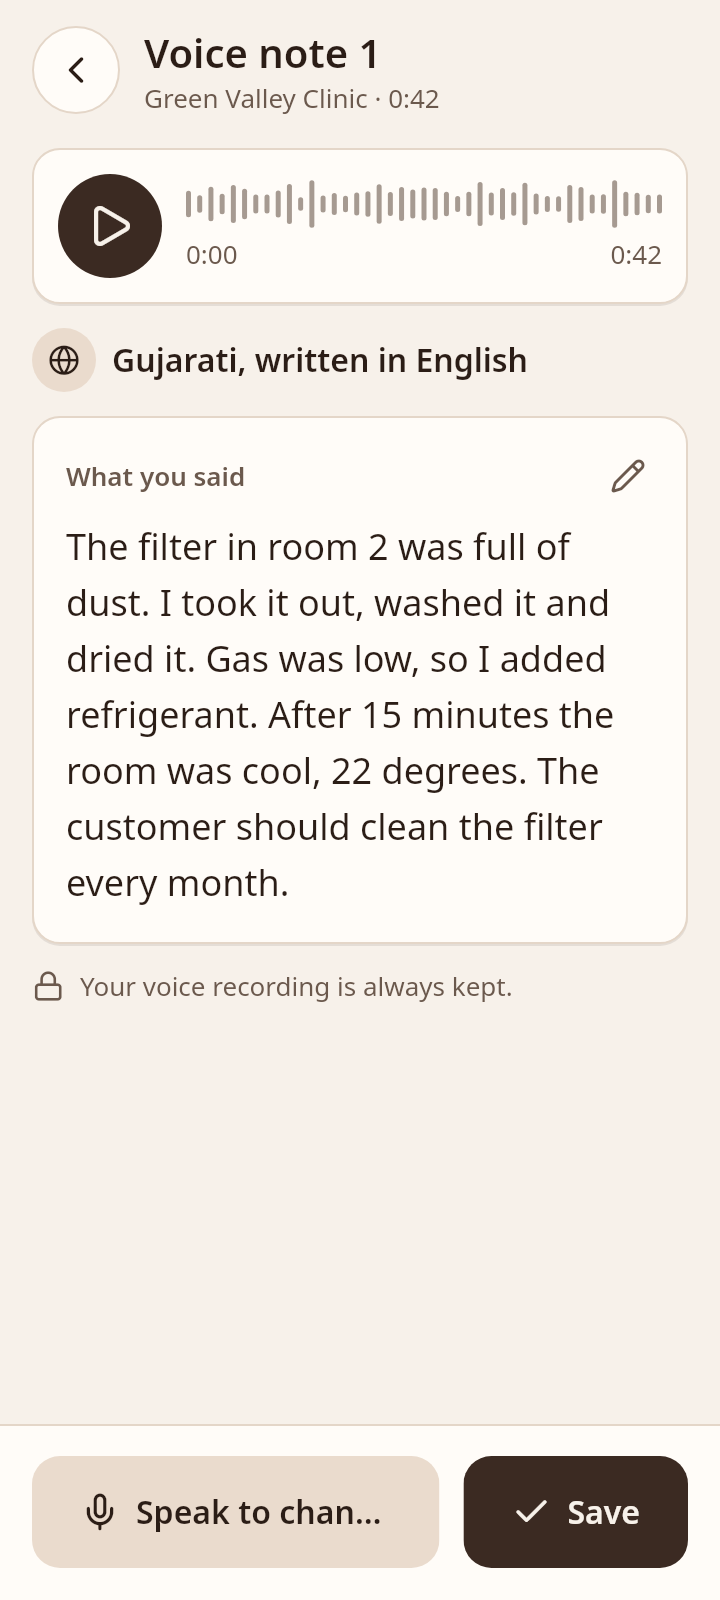 Voice note 1
Green Valley Clinic · 0:42
0:00
0:42
Gujarati, written in English
What you said
The filter in room 2 was full of
dust. I took it out, washed it and
dried it. Gas was low, so I added
refrigerant. After 15 minutes the
room was cool, 22 degrees. The
customer should clean the filter
every month.
Your voice recording is always kept.
Speak to chan...
Save